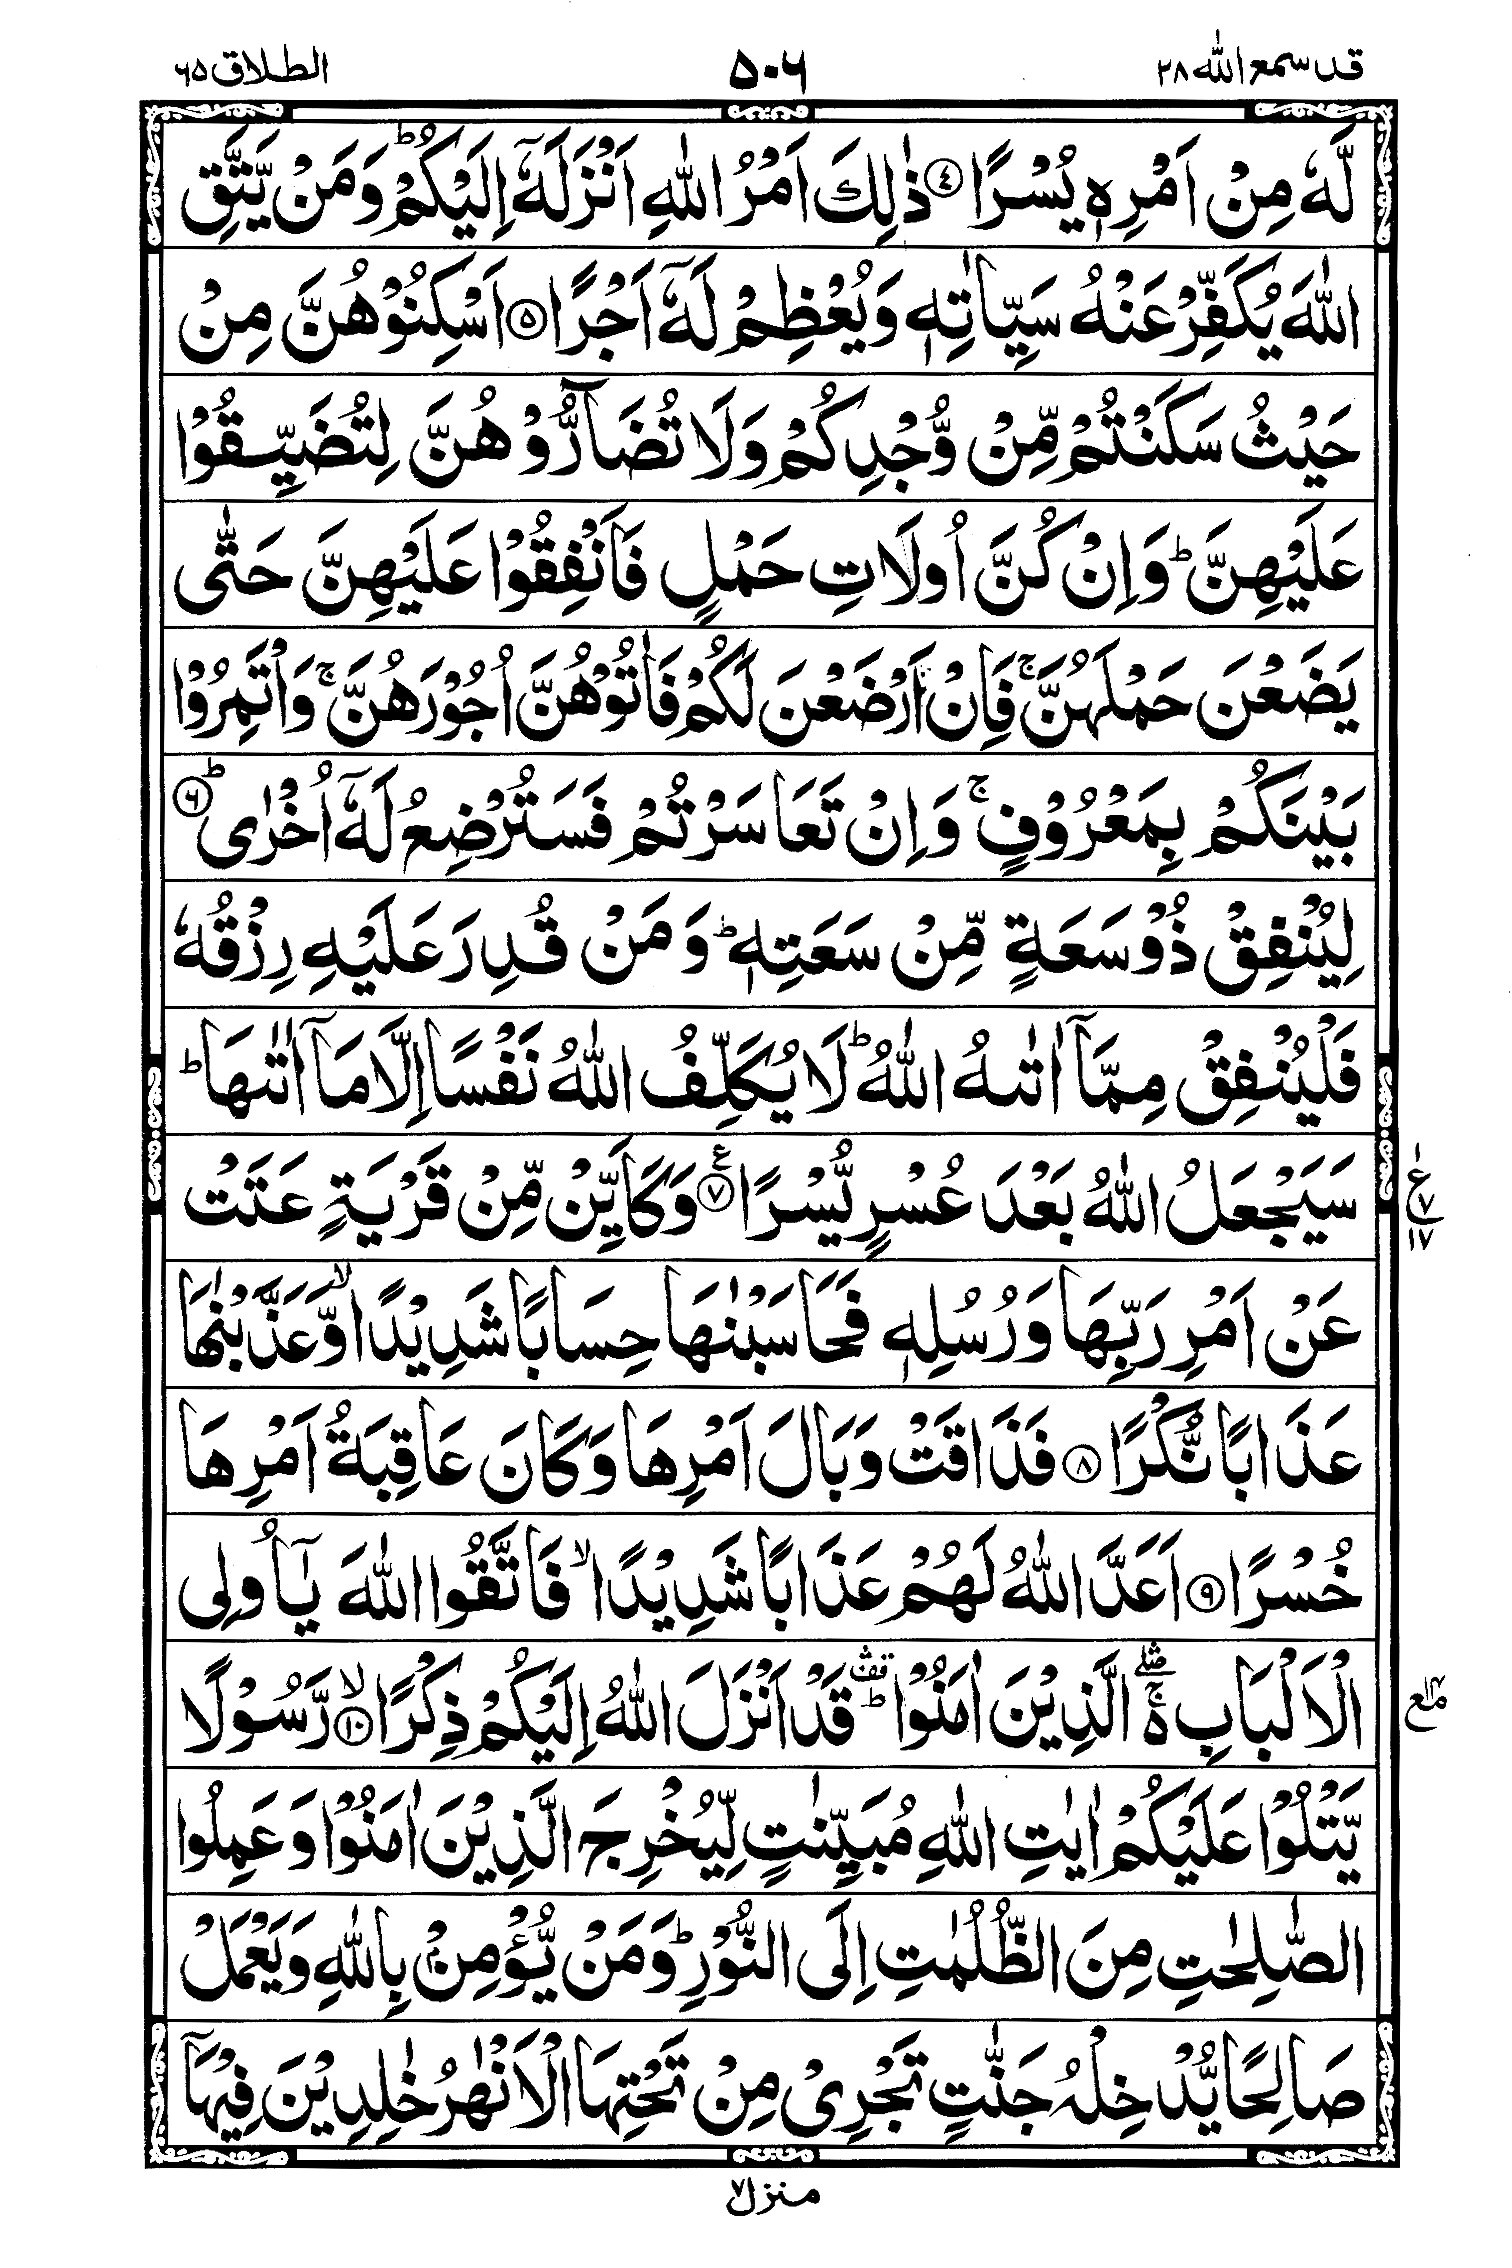 قد سمع الله ٢٨
٥٠٦
الطلاق ٦٥
لَّهٗ مِنْ اَمْرِهٖ يُسْرًا ۝٤ ذٰلِكَ اَمْرُ اللّٰهِ اَنْزَلَهٗۤ اِلَيْكُمْ ؕ وَمَنْ يَّتَّقِ
اللّٰهَ يُكَفِّرْ عَنْهُ سَيِّاٰتِهٖ وَيُعْظِمْ لَهٗۤ اَجْرًا ۝٥ اَسْكِنُوْهُنَّ مِنْ
حَيْثُ سَكَنْتُمْ مِّنْ وُّجْدِكُمْ وَلَا تُضَآرُّوْهُنَّ لِتُضَيِّقُوْا
عَلَيْهِنَّ ؕ وَاِنْ كُنَّ اُولَاتِ حَمْلٍ فَاَنْفِقُوْا عَلَيْهِنَّ حَتّٰى
يَضَعْنَ حَمْلَهُنَّ ۚ فَاِنْ اَرْضَعْنَ لَكُمْ فَاٰتُوْهُنَّ اُجُوْرَهُنَّ ۚ وَاْتَمِرُوْا
بَيْنَكُمْ بِمَعْرُوْفٍ ۚ وَاِنْ تَعَاسَرْتُمْ فَسَتُرْضِعُ لَهٗۤ اُخْرٰى ؕ ۝٦
لِيُنْفِقْ ذُوْ سَعَةٍ مِّنْ سَعَتِهٖ ؕ وَمَنْ قُدِرَ عَلَيْهِ رِزْقُهٗ
فَلْيُنْفِقْ مِمَّاۤ اٰتٰىهُ اللّٰهُ ؕ لَا يُكَلِّفُ اللّٰهُ نَفْسًا اِلَّا مَاۤ اٰتٰىهَا ؕ
سَيَجْعَلُ اللّٰهُ بَعْدَ عُسْرٍ يُّسْرًا ۝٧ ع وَكَاَيِّنْ مِّنْ قَرْيَةٍ عَتَتْ
١ ع ٧ ١٧
عَنْ اَمْرِ رَبِّهَا وَرُسُلِهٖ فَحَاسَبْنٰهَا حِسَابًا شَدِيْدًا ۙ وَّعَذَّبْنٰهَا
عَذَابًا نُّكْرًا ۝٨ فَذَاقَتْ وَبَالَ اَمْرِهَا وَكَانَ عَاقِبَةُ اَمْرِهَا
خُسْرًا ۝٩ اَعَدَّ اللّٰهُ لَهُمْ عَذَابًا شَدِيْدًا ۙ فَاتَّقُوا اللّٰهَ يٰۤاُولِى
الْاَلْبَابِ ۛۚ ۖ الَّذِيْنَ اٰمَنُوْا ؕۛ قف قَدْ اَنْزَلَ اللّٰهُ اِلَيْكُمْ ذِكْرًا ۝١٠ ۙ رَّسُوْلًا
يَّتْلُوْا عَلَيْكُمْ اٰيٰتِ اللّٰهِ مُبَيِّنٰتٍ لِّيُخْرِجَ الَّذِيْنَ اٰمَنُوْا وَعَمِلُوا
الصّٰلِحٰتِ مِنَ الظُّلُمٰتِ اِلَى النُّوْرِ ؕ وَمَنْ يُّؤْمِنْۢ بِاللّٰهِ وَيَعْمَلْ
صَالِحًا يُّدْخِلْهُ جَنّٰتٍ تَجْرِىْ مِنْ تَحْتِهَا الْاَنْهٰرُ خٰلِدِيْنَ فِيْهَاۤ
منزل ٧